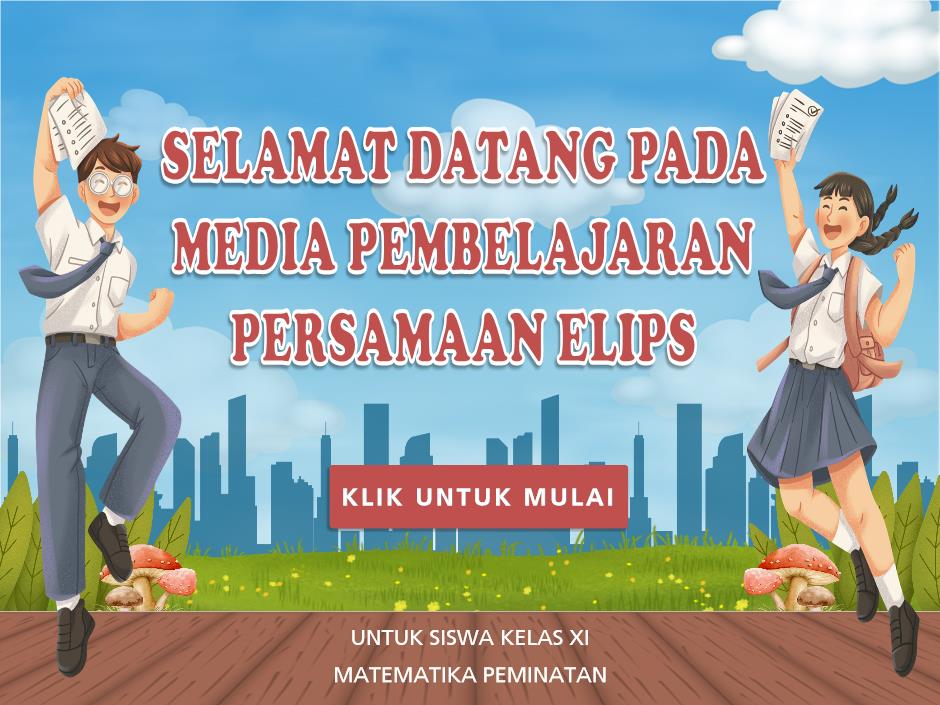 SELAMAT DATANG PADA
MEDIA PEMBELAJARAN
PERSAMAAN ELIPS
KLIK UNTUK MULAI
UNTUK SISWA KELAS XI
MATEMATIKA PEMINATAN